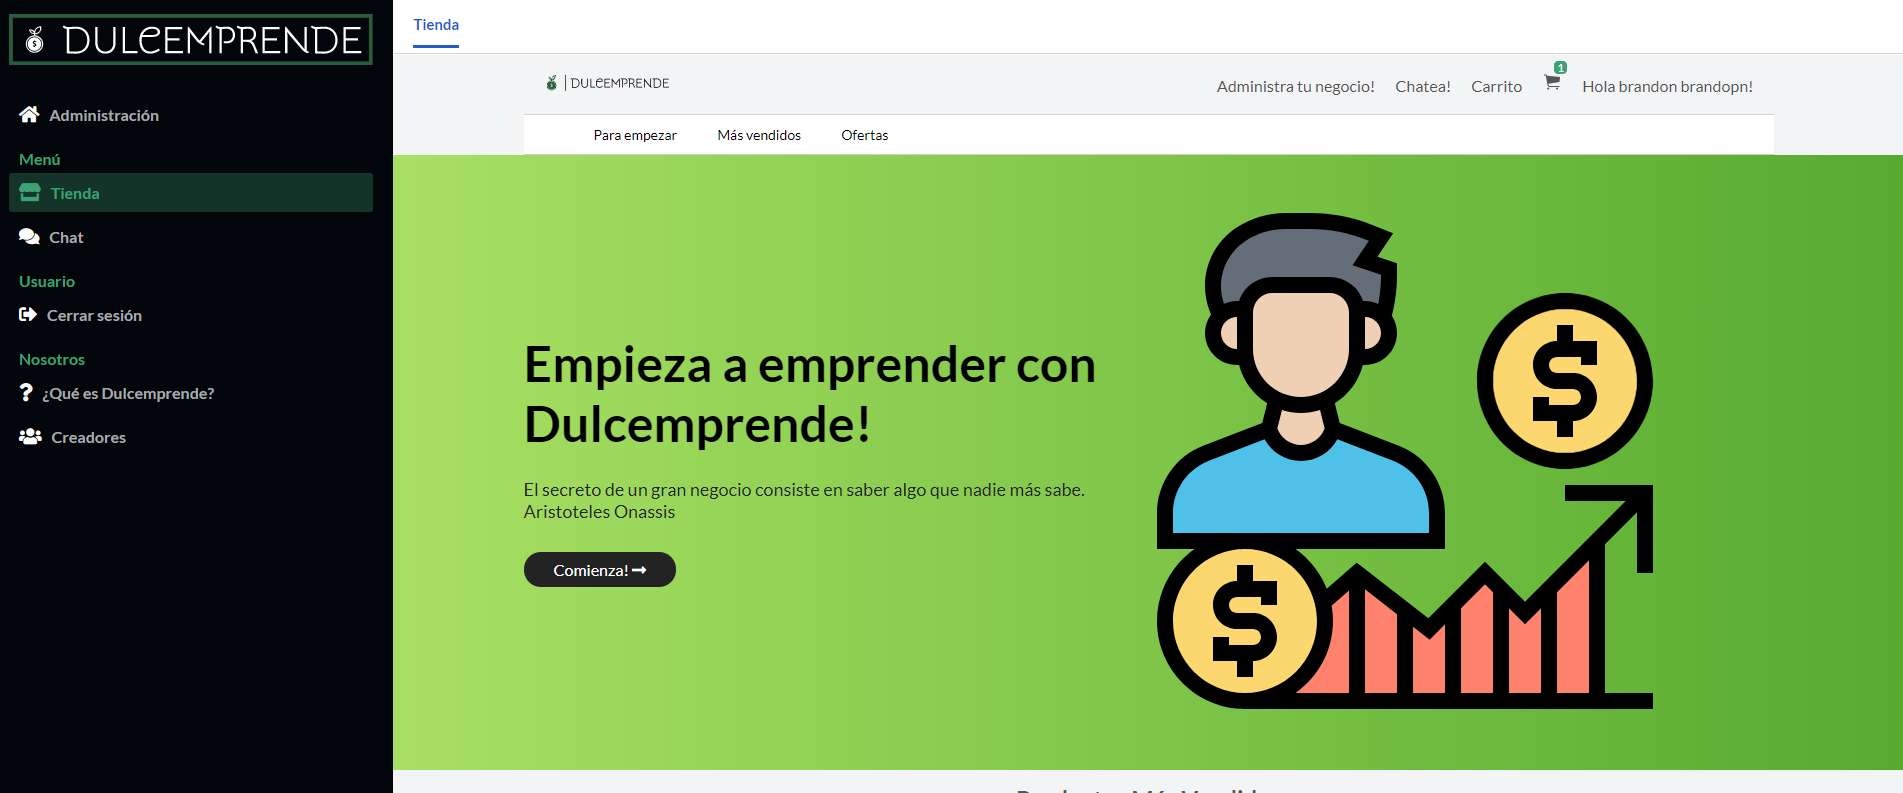 DULCEMPRENDE
Administración
Menú
Tienda
Chat
Usuario
Cerrar sesión
Nosotros
¿Qué es Dulcemprende?
Creadores
Tienda
DULCEMPRENDE
Administra tu negocio! Chatea! Carrito 1 Hola brandon brandopn!
Para empezar Más vendidos Ofertas
Empieza a emprender con
Dulcemprende!
El secreto de un gran negocio consiste en saber algo que nadie más sabe.
Aristoteles Onassis
Comienza!
$
$